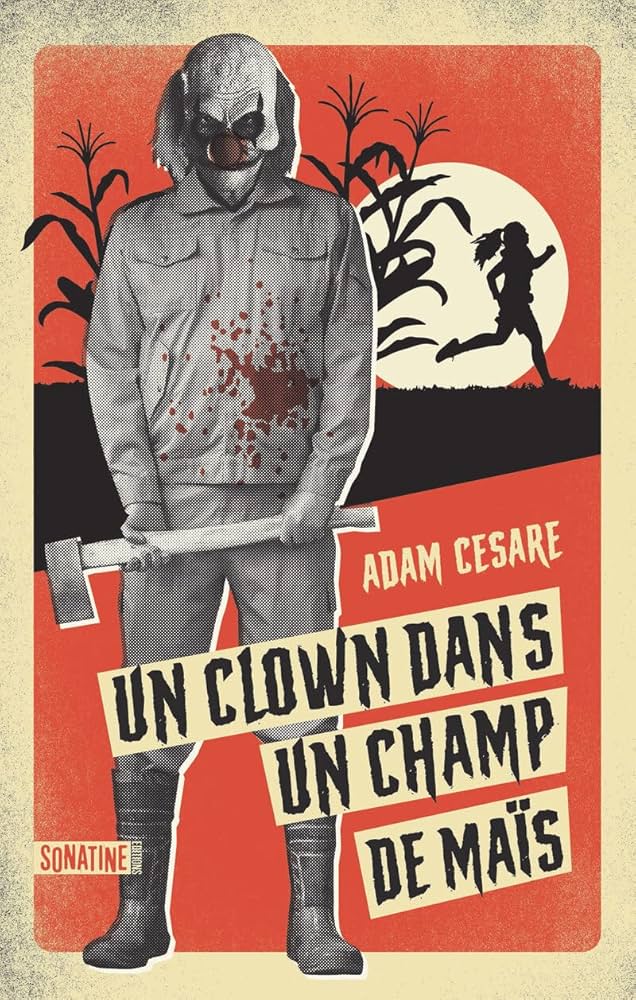 ADAM CESARE
UN CLOWN DANS
UN CHAMP
DE MAÏS
SONATINE
ÉDITIONS